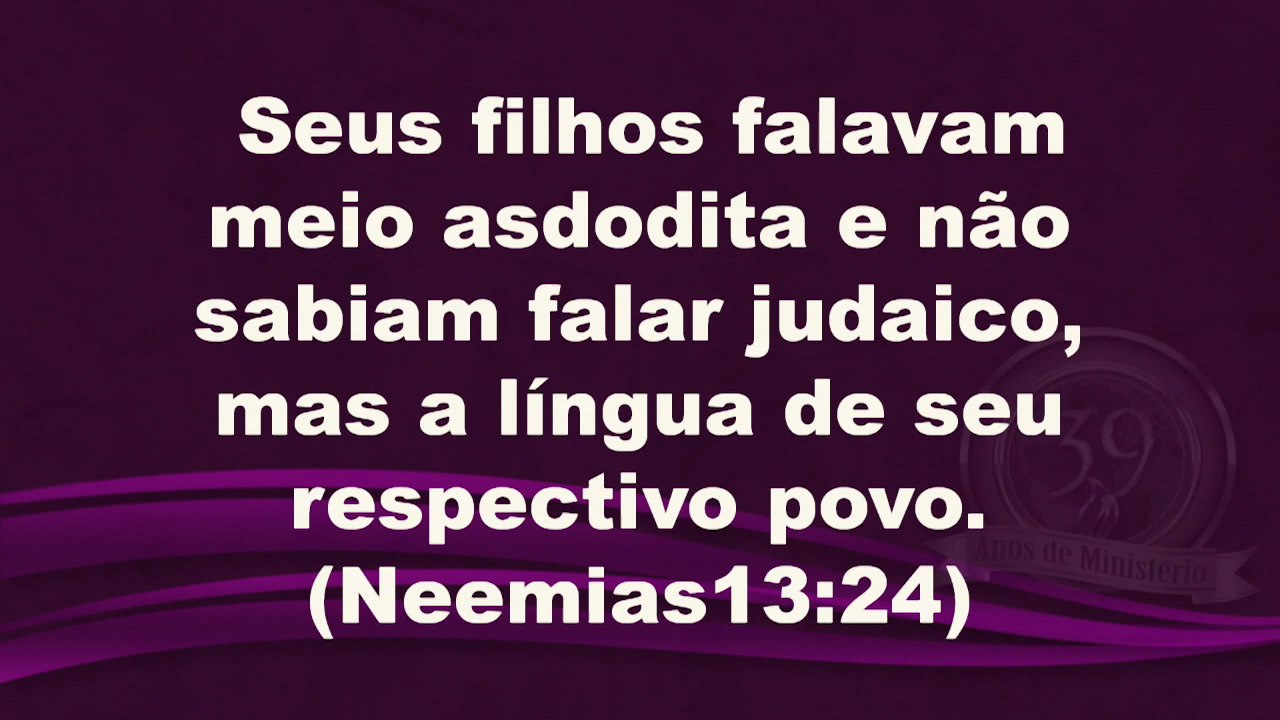 Seus filhos falavam
meio asdodita e não
sabiam falar judaico,
mas a língua de seu
respectivo povo.
(Neemias13:24)
39
Anos de Ministério